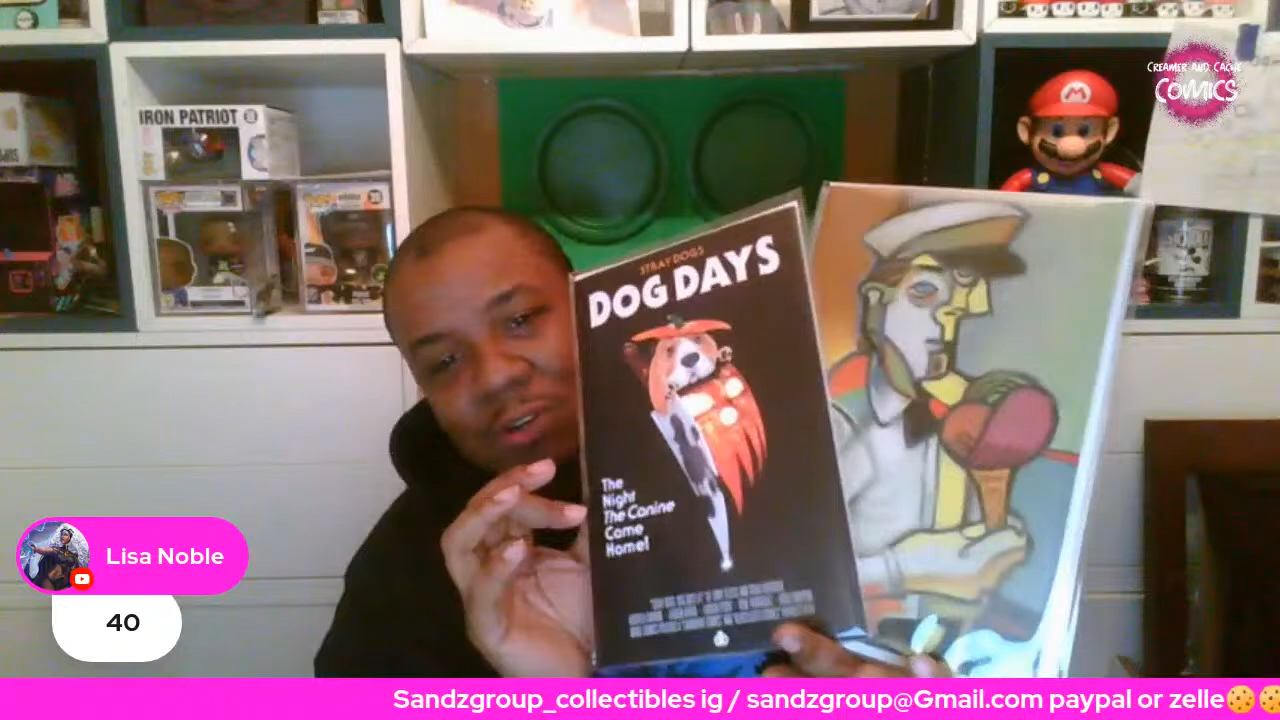 CREAMER AND CACHE
COMICS
IRON PATRIOT
STRAY DOGS
DOG DAYS
The
Night
The Canine
Came
Home!
Lisa Noble
40
Sandzgroup_collectibles ig / sandzgroup@Gmail.com paypal or zelle🍪🍪